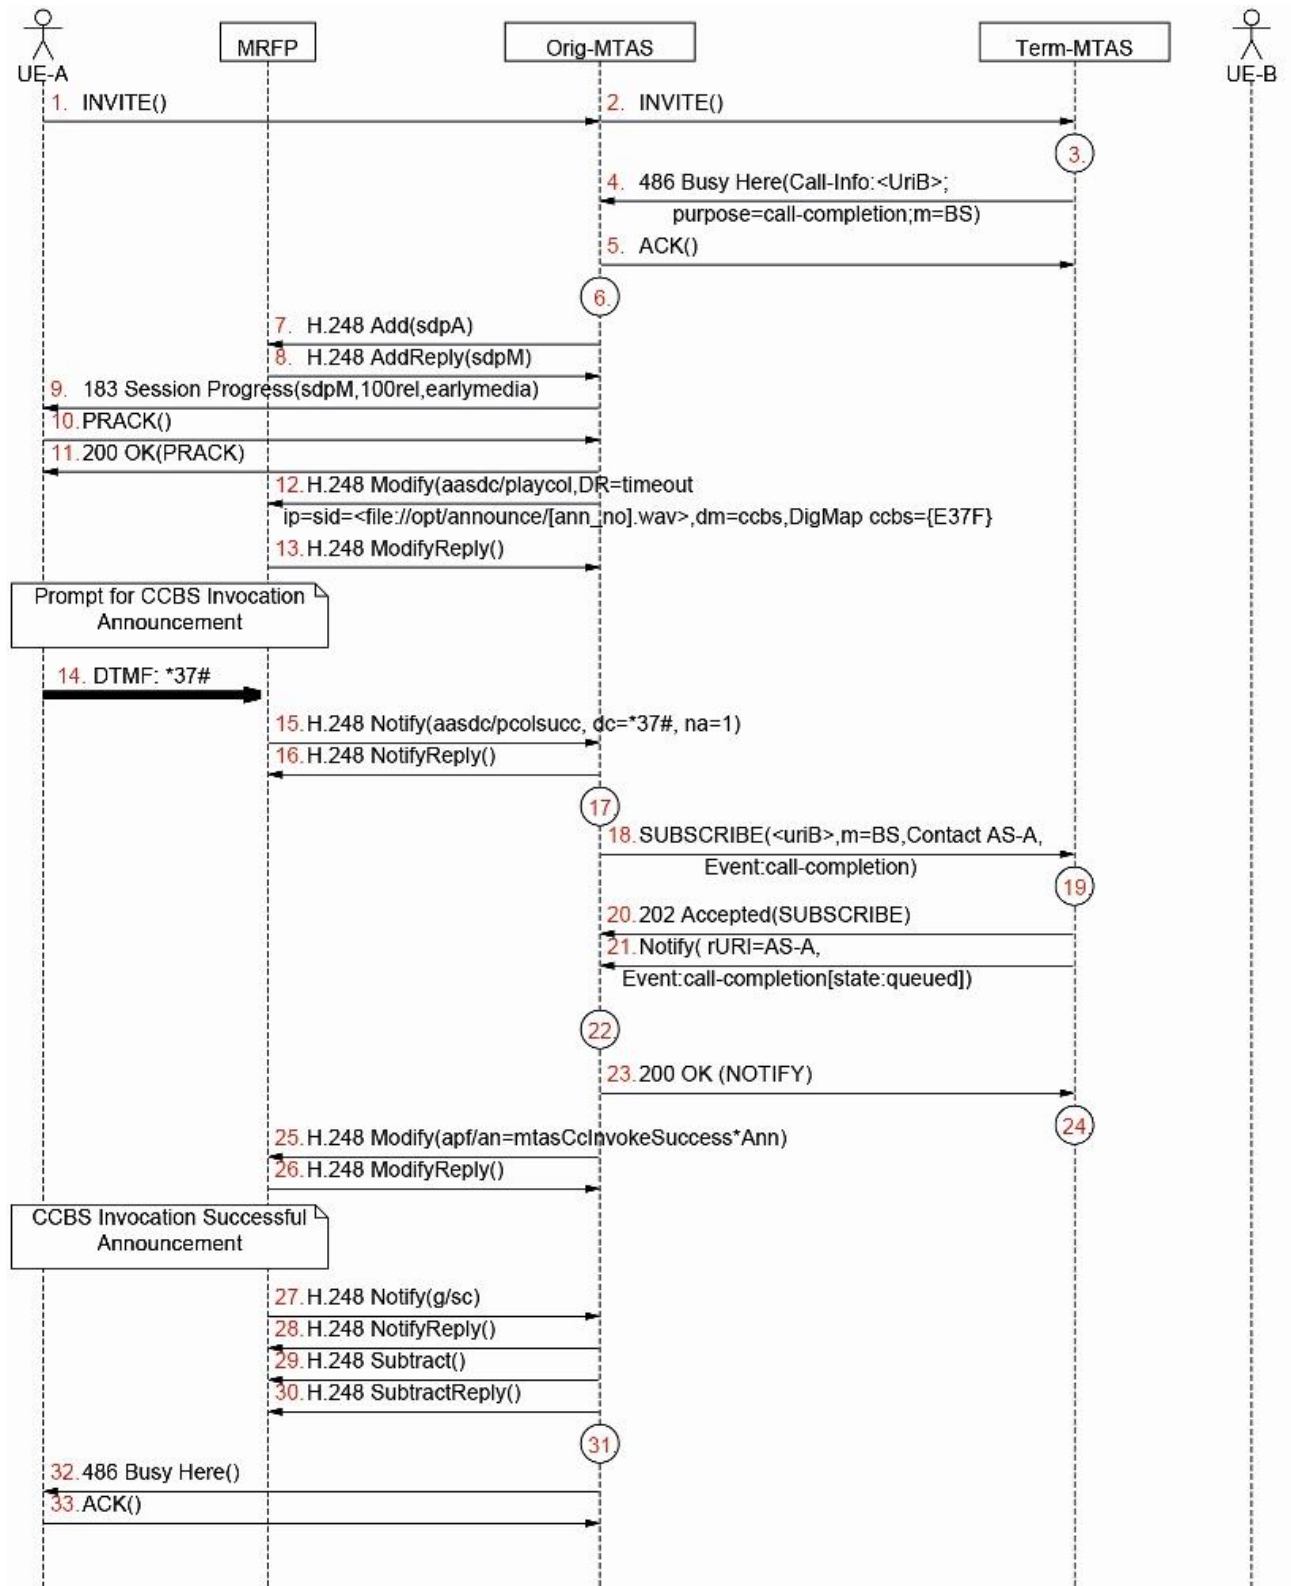 UE-A
MRFP
Orig-MTAS
Term-MTAS
UE-B
1. INVITE()
2. INVITE()
3.
4. 486 Busy Here(Call-Info:<UriB>;
purpose=call-completion;m=BS)
5. ACK()
6.
7. H.248 Add(sdpA)
8. H.248 AddReply(sdpM)
9. 183 Session Progress(sdpM,100rel,earlymedia)
10. PRACK()
11. 200 OK(PRACK)
12. H.248 Modify(aasdc/playcol,DR=timeout
ip=sid=<file://opt/announce/[ann_no].wav>,dm=ccbs,DigMap ccbs={E37F}
13. H.248 ModifyReply()
Prompt for CCBS Invocation
Announcement
14. DTMF: *37#
15. H.248 Notify(aasdc/pcolsucc, dc=*37#, na=1)
16. H.248 NotifyReply()
17.
18. SUBSCRIBE(<uriB>,m=BS,Contact AS-A,
Event:call-completion)
19.
20. 202 Accepted(SUBSCRIBE)
21. Notify( rURI=AS-A,
Event:call-completion[state:queued])
22.
23. 200 OK (NOTIFY)
24.
25. H.248 Modify(apf/an=mtasCcInvokeSuccess*Ann)
26. H.248 ModifyReply()
CCBS Invocation Successful
Announcement
27. H.248 Notify(g/sc)
28. H.248 NotifyReply()
29. H.248 Subtract()
30. H.248 SubtractReply()
31.
32. 486 Busy Here()
33. ACK()